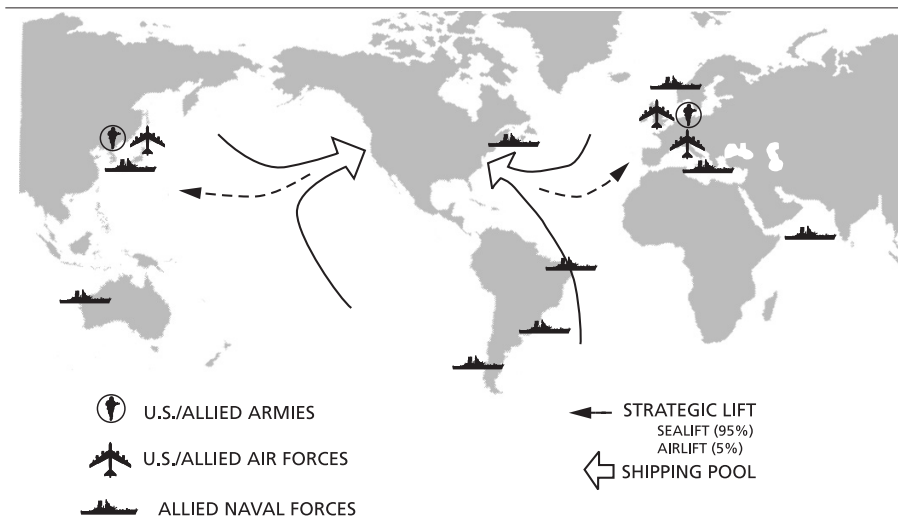 U.S./ALLIED ARMIES
U.S./ALLIED AIR FORCES
ALLIED NAVAL FORCES
STRATEGIC LIFT
SEALIFT (95%)
AIRLIFT (5%)
SHIPPING POOL